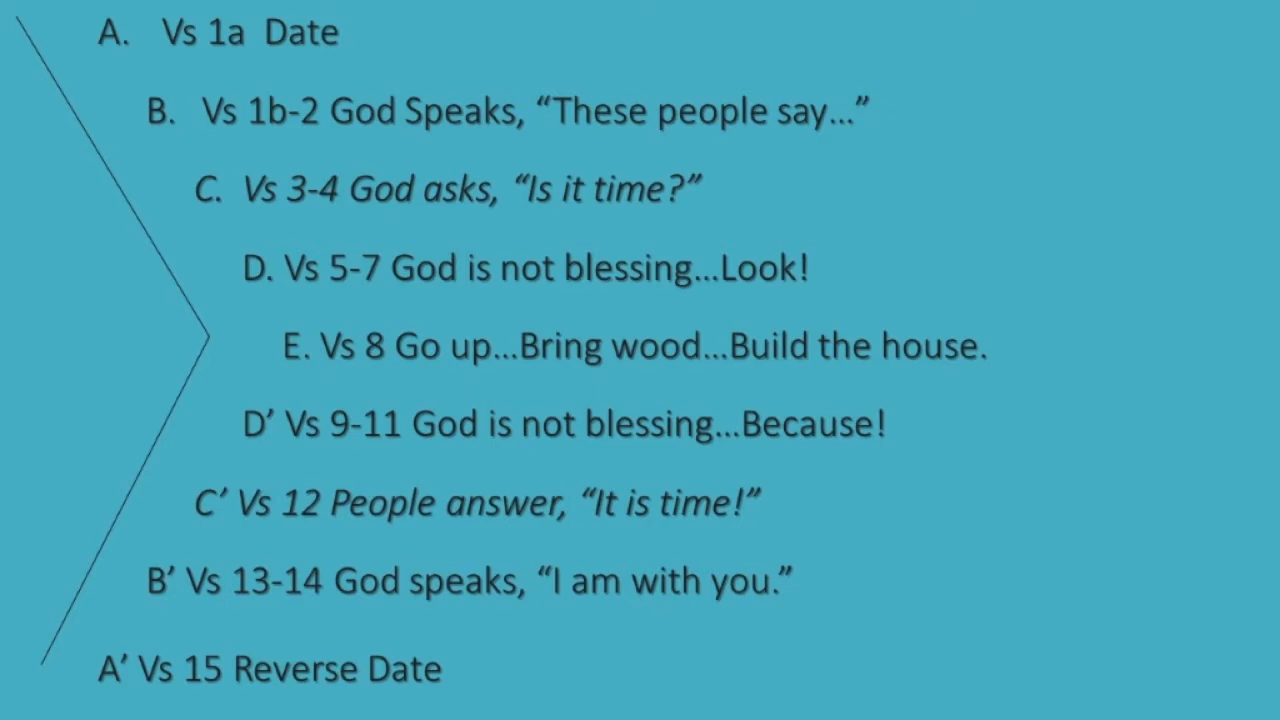 A. Vs 1a Date
B. Vs 1b-2 God Speaks, “These people say…”
C. Vs 3-4 God asks, “Is it time?”
D. Vs 5-7 God is not blessing…Look!
E. Vs 8 Go up…Bring wood…Build the house.
D’ Vs 9-11 God is not blessing…Because!
C’ Vs 12 People answer, “It is time!”
B’ Vs 13-14 God speaks, “I am with you.”
A’ Vs 15 Reverse Date